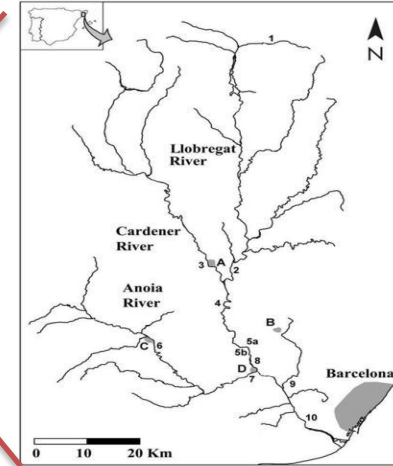 1
N
Llobregat
River
Cardener
River
3
A
2
Anoia
River
4
B
C
6
5a
5b
8
D
7
Barcelona
9
10
0 10 20 Km